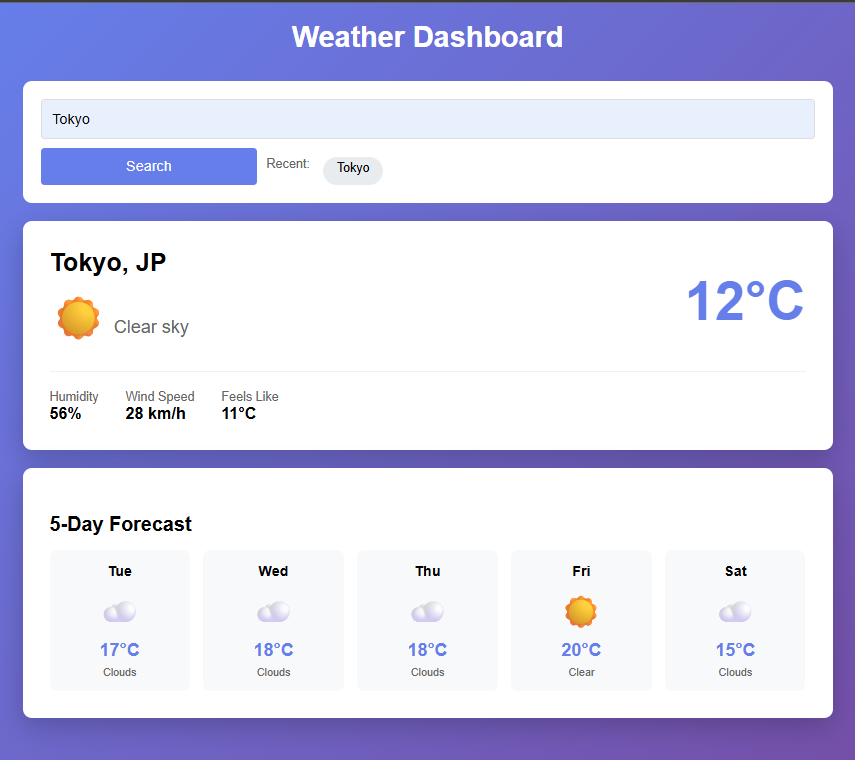 Weather Dashboard
Tokyo
Search Recent: Tokyo
Tokyo, JP
12°C
Clear sky
Humidity Wind Speed Feels Like
56% 28 km/h 11°C
5-Day Forecast
Tue Wed Thu Fri Sat
17°C 18°C 18°C 20°C 15°C
Clouds Clouds Clouds Clear Clouds